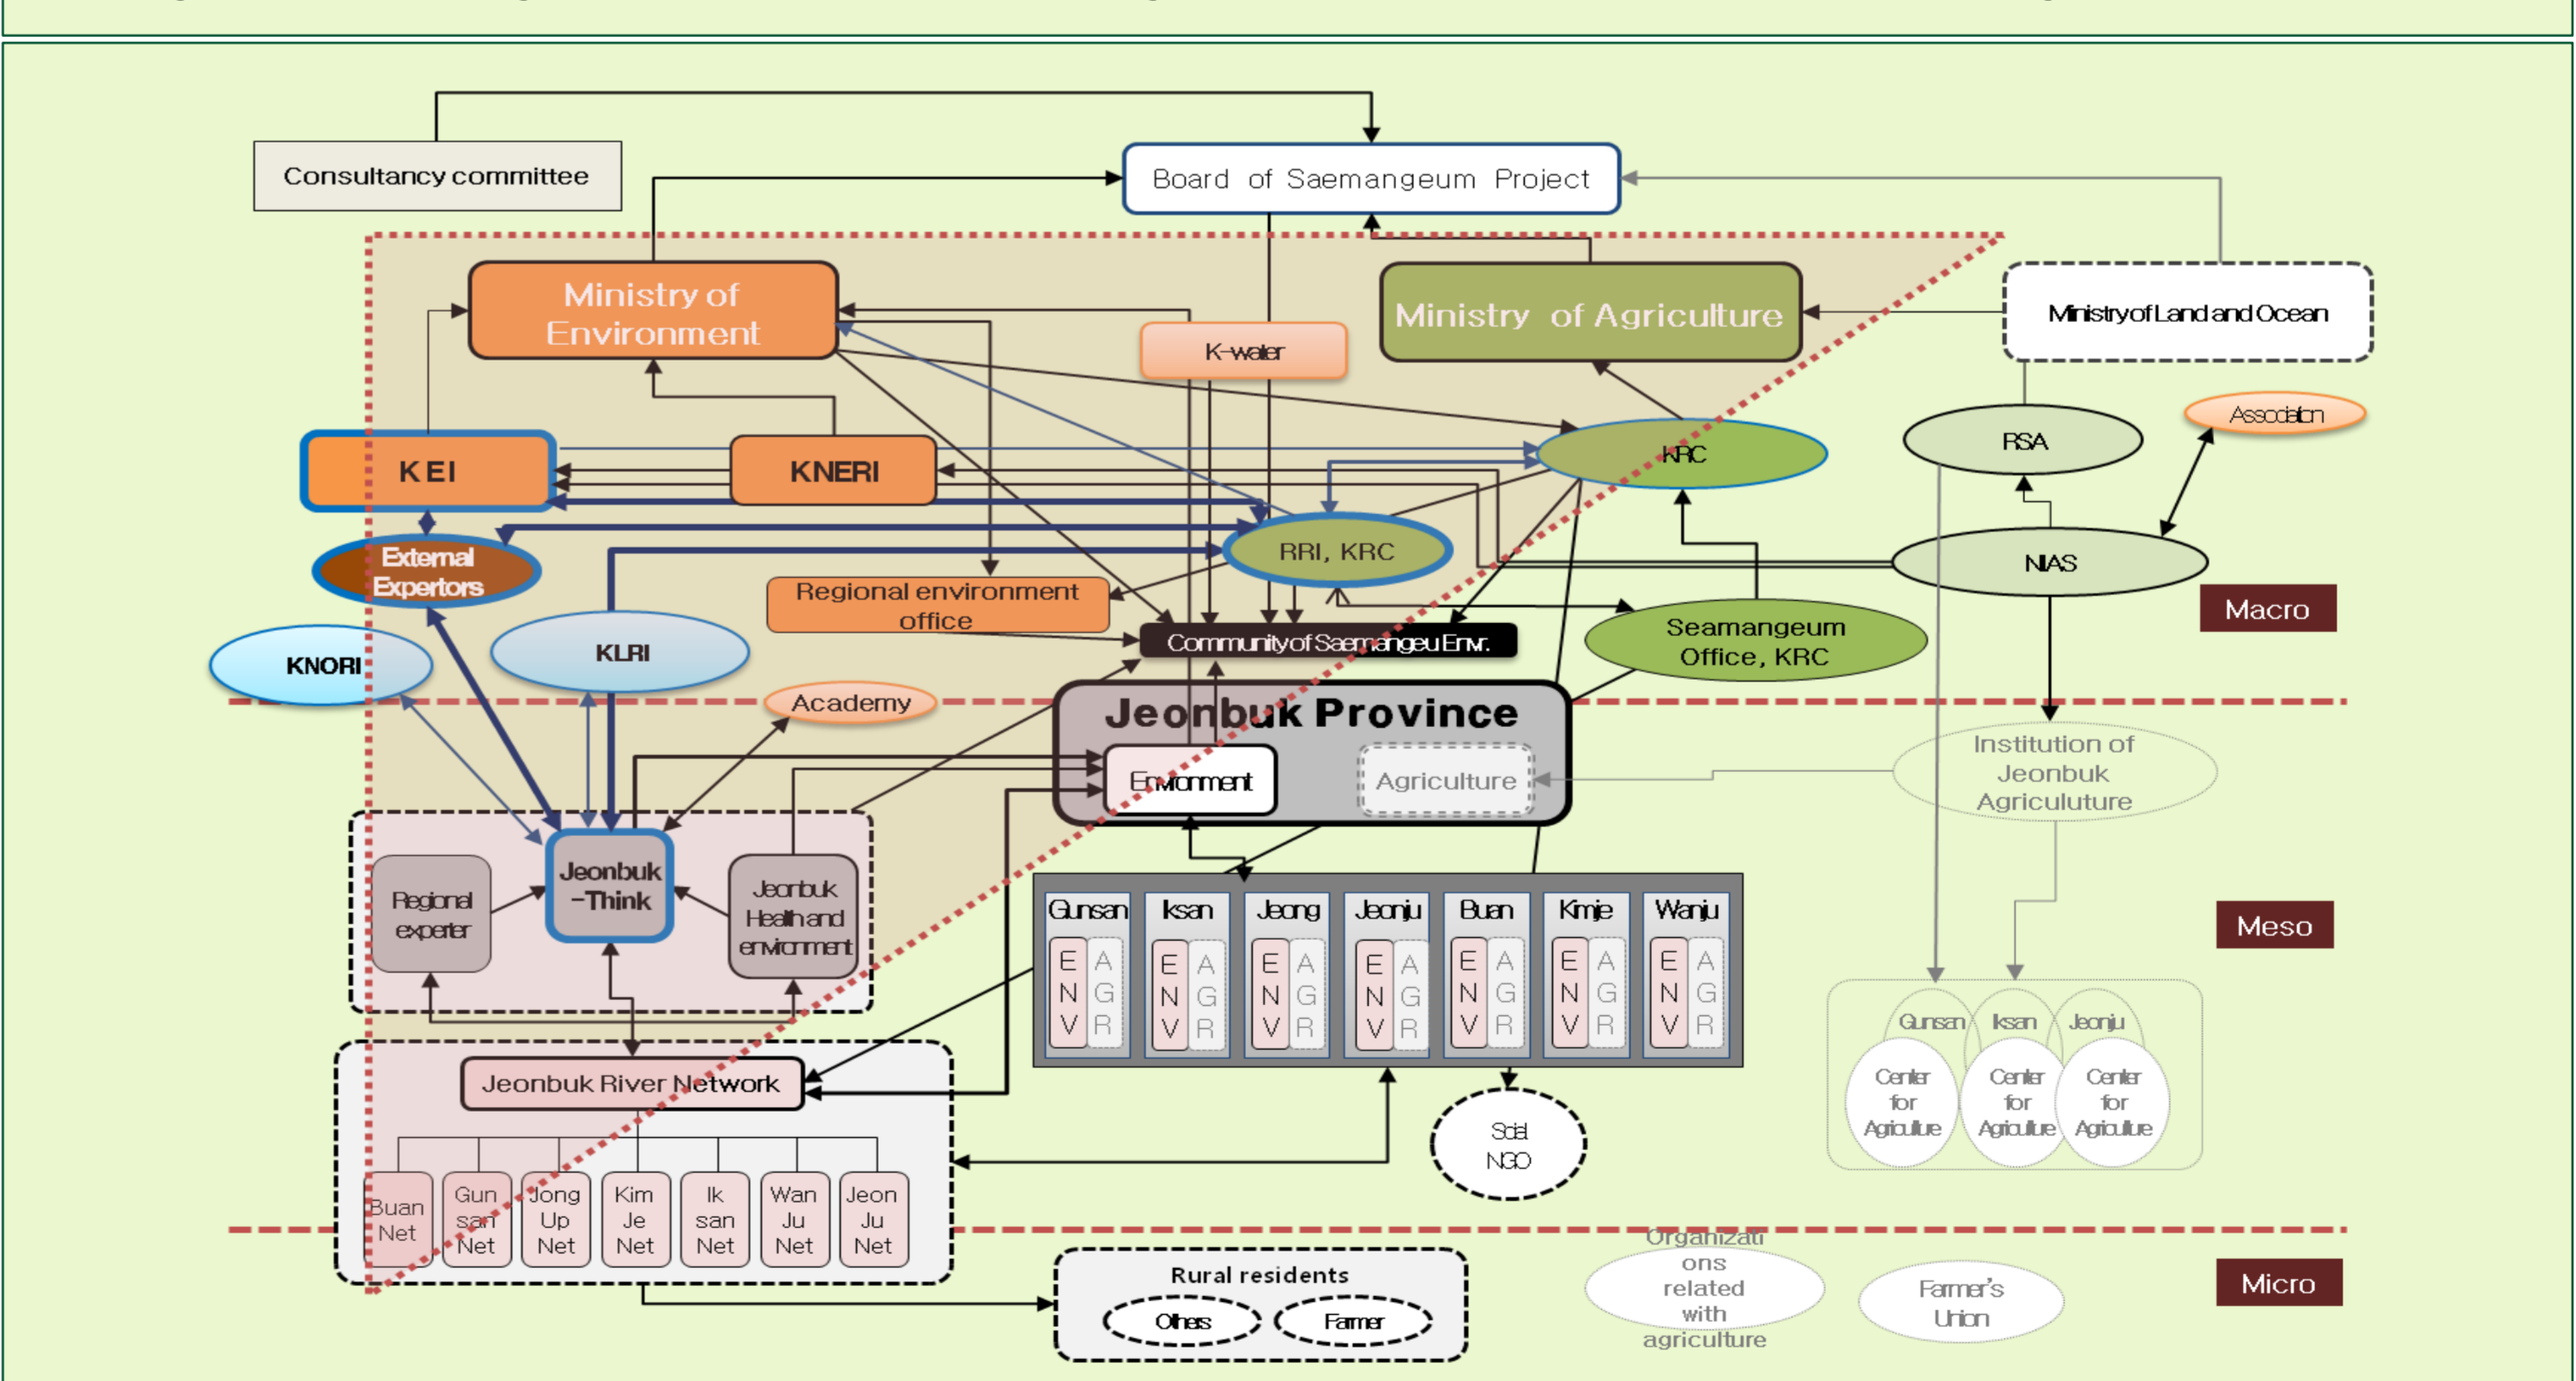 Consultancy committee
Board of Saemangeum Project
Ministry of
Environment
K-water
Ministry of Agriculture
Ministry of Land and Ocean
Association
KEI
KNERI
KRC
RSA
External
Expertors
RRI, KRC
NIAS
Regional environment
office
Macro
KNORI
KLRI
Community of Saemangeu Envr.
Seamangeum
Office, KRC
Academy
Jeonbuk Province
Environment
Agriculture
Institution of
Jeonbuk
Agriculuture
Regional
experter
Jeonbuk
-Think
Jeonbuk
Health and
environment
Gunsan
Iksan
Jeong
Jeonju
Buan
Kimje
Wanju
E
N
V
A
G
R
E
N
V
A
G
R
E
N
V
A
G
R
E
N
V
A
G
R
E
N
V
A
G
R
E
N
V
A
G
R
E
N
V
A
G
R
Meso
Gunsan
Iksan
Jeonju
Center
for
Agriculture
Center
for
Agriculture
Center
for
Agriculture
Jeonbuk River Network
Social
NGO
Buan
Net
Gun
san
Net
Jong
Up
Net
Kim
Je
Net
Ik
san
Net
Wan
Ju
Net
Jeon
Ju
Net
Rural residents
Others
Farmer
Organizati
ons
related
with
agriculture
Farmer's
Union
Micro